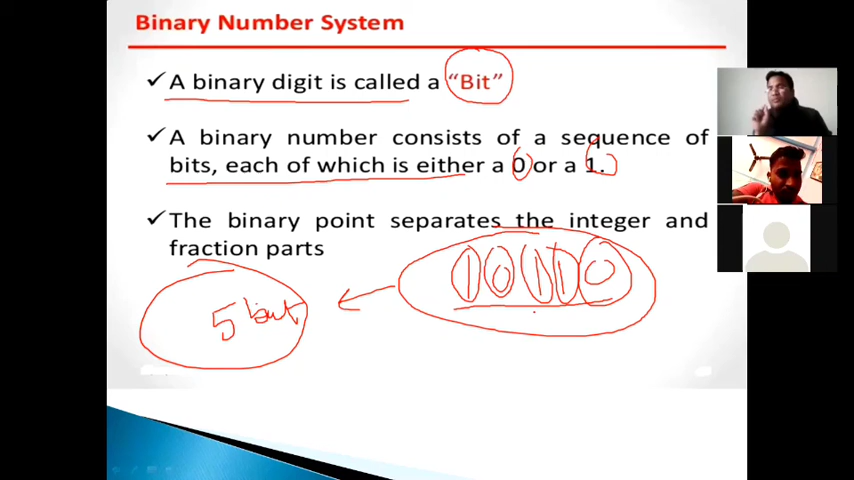 Binary Number System
✓ A binary digit is called a “Bit”
✓ A binary number consists of a sequence of
bits, each of which is either a 0 or a 1.
✓ The binary point separates the integer and
fraction parts
10110
5 bit